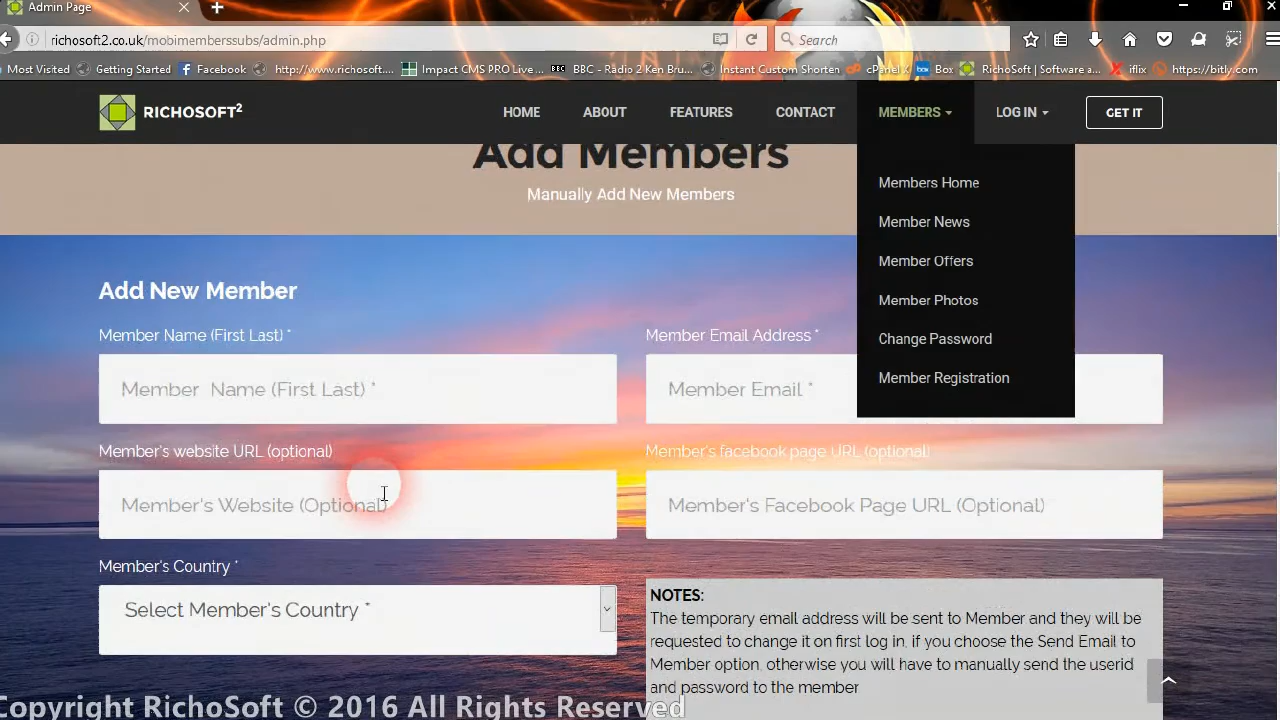 Admin Page
richosoft2.co.uk/mobimemberssubs/admin.php
Search
Most Visited
Getting Started
Facebook
http://www.richosoft....
Impact CMS PRO Live ...
BBC - Radio 2 Ken Bru...
Instant Custom Shorten
cPanel X
Box
RichoSoft | Software a...
iflix
https://bitly.com
RICHOSOFT²
HOME
ABOUT
FEATURES
CONTACT
MEMBERS
LOG IN
GET IT
Add Members
Manually Add New Members
Members Home
Member News
Member Offers
Member Photos
Change Password
Member Registration
Add New Member
Member Name (First Last) *
Member Email Address *
Member Name (First Last) *
Member Email *
Member's website URL (optional)
Member's facebook page URL (optional)
Member's Website (Optional)
Member's Facebook Page URL (Optional)
Member's Country *
Select Member's Country *
NOTES:
The temporary email address will be sent to Member and they will be
requested to change it on first log in, if you choose the Send Email to
Member option, otherwise you will have to manually send the userid
and password to the member
Copyright RichoSoft © 2016 All Rights Reserved